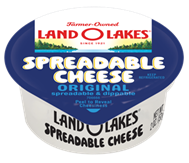 Farmer-Owned
LAND O LAKES
SINCE 1921
SPREADABLE
CHEESE
ORIGINAL
spreadable & dippable
Peel to Reveal
LAND O LAKES
SPREADABLE CHEESE